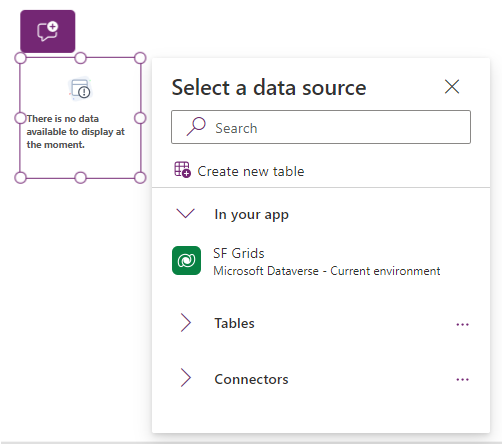 There is no data
available to display at
the moment.
Select a data source
Search
Create new table
In your app
SF Grids
Microsoft Dataverse - Current environment
Tables
Connectors